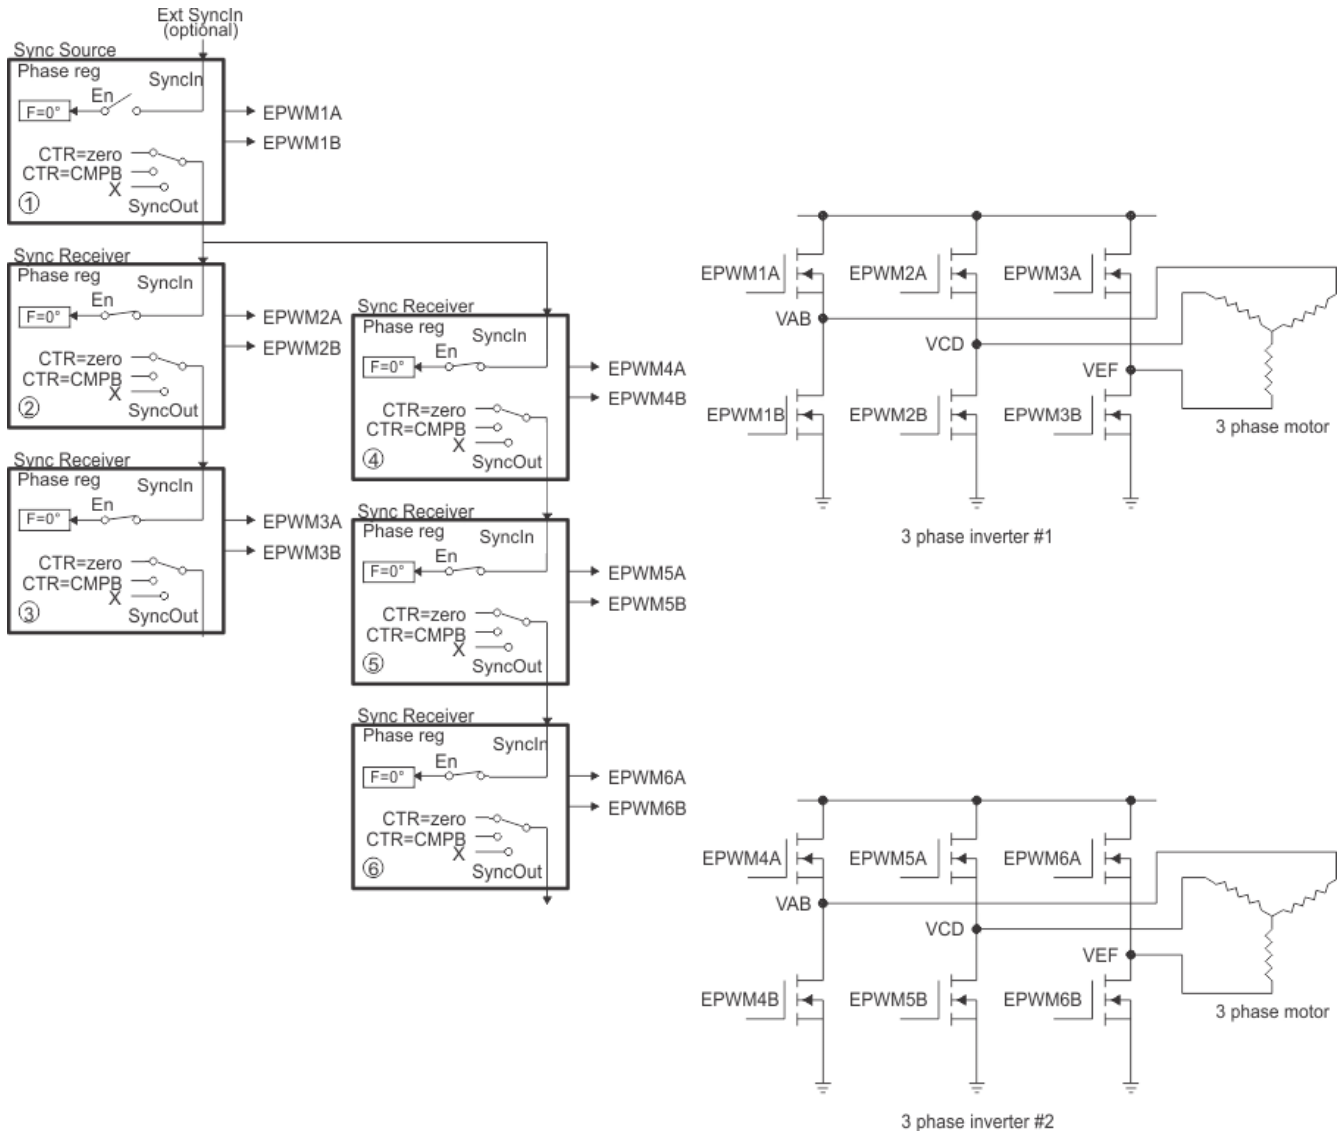 Ext SyncIn
(optional)
Sync Source
Phase reg
SyncIn
En
F=0°
EPWM1A
EPWM1B
CTR=zero
CTR=CMPB
X
1
SyncOut
Sync Receiver
Phase reg
SyncIn
En
F=0°
EPWM2A
EPWM2B
CTR=zero
CTR=CMPB
X
2
SyncOut
Sync Receiver
Phase reg
SyncIn
En
F=0°
EPWM3A
EPWM3B
CTR=zero
CTR=CMPB
X
3
SyncOut
Sync Receiver
Phase reg
SyncIn
En
F=0°
EPWM4A
EPWM4B
CTR=zero
CTR=CMPB
X
4
SyncOut
Sync Receiver
Phase reg
SyncIn
En
F=0°
EPWM5A
EPWM5B
CTR=zero
CTR=CMPB
X
5
SyncOut
Sync Receiver
Phase reg
SyncIn
En
F=0°
EPWM6A
EPWM6B
CTR=zero
CTR=CMPB
X
6
SyncOut
EPWM1A
EPWM2A
EPWM3A
VAB
VCD
VEF
EPWM1B
EPWM2B
EPWM3B
3 phase motor
3 phase inverter #1
EPWM4A
EPWM5A
EPWM6A
VAB
VCD
VEF
EPWM4B
EPWM5B
EPWM6B
3 phase motor
3 phase inverter #2